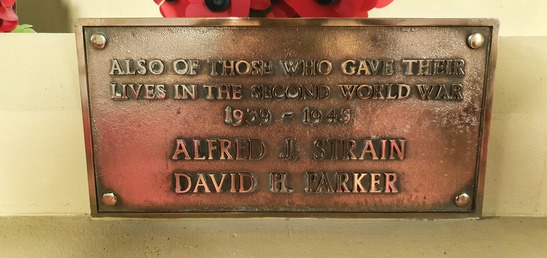 ALSO OF THOSE WHO GAVE THEIR
LIVES IN THE SECOND WORLD WAR
1939 - 1945
ALFRED J. STRAIN
DAVID H. PARKER